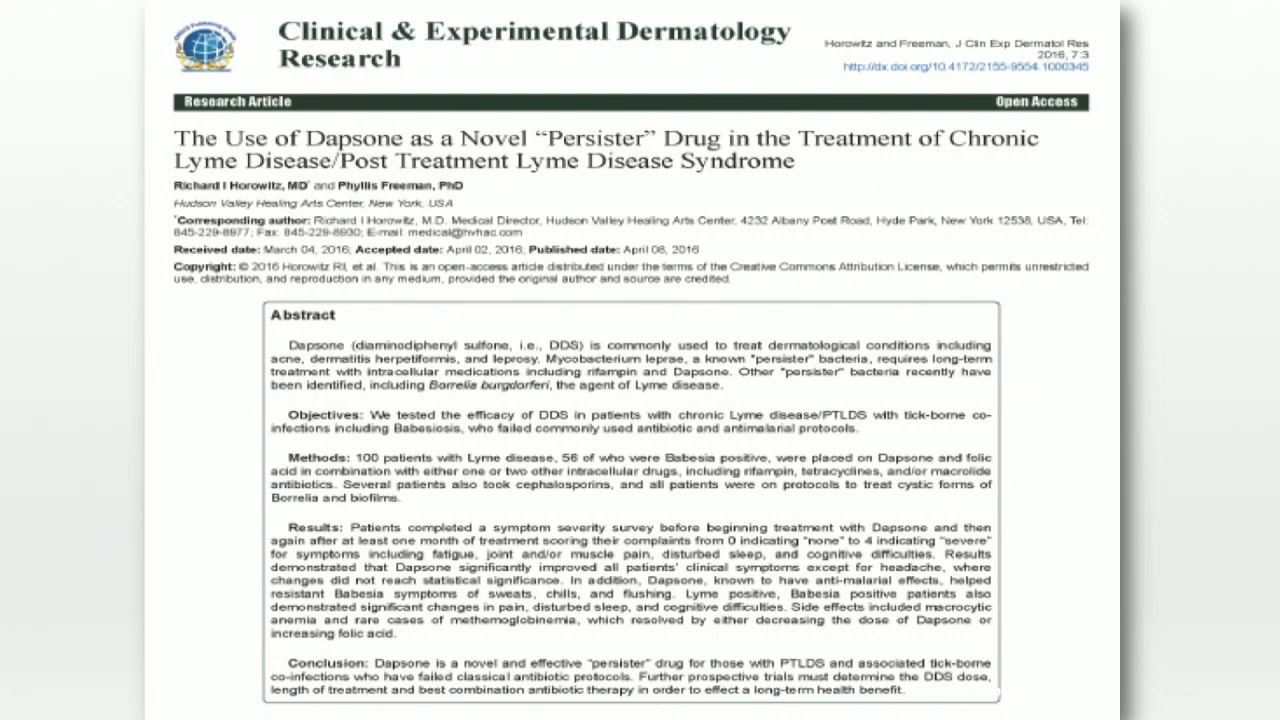 Clinical & Experimental Dermatology
Research
Horowitz and Freeman, J Clin Exp Dermatol Res
2016, 7:3
http://dx.doi.org/10.4172/2155-9554.1000345
Research Article
Open Access
The Use of Dapsone as a Novel “Persister” Drug in the Treatment of Chronic
Lyme Disease/Post Treatment Lyme Disease Syndrome
Richard I Horowitz, MD* and Phyllis Freeman, PhD
Hudson Valley Healing Arts Center, New York, USA
*Corresponding author: Richard I Horowitz, M.D. Medical Director, Hudson Valley Healing Arts Center, 4232 Albany Post Road, Hyde Park, New York 12538, USA, Tel:
845-229-8977; Fax: 845-229-8930; E-mail: medical@hvhac.com
Received date: March 04, 2016; Accepted date: April 02, 2016; Published date: April 08, 2016
Copyright: © 2016 Horowitz RI, et al. This is an open-access article distributed under the terms of the Creative Commons Attribution License, which permits unrestricted
use, distribution, and reproduction in any medium, provided the original author and source are credited.
Abstract
Dapsone (diaminodiphenyl sulfone, i.e., DDS) is commonly used to treat dermatological conditions including
acne, dermatitis herpetiformis, and leprosy. Mycobacterium leprae, a known "persister" bacteria, requires long-term
treatment with intracellular medications including rifampin and Dapsone. Other "persister" bacteria recently have
been identified, including Borrelia burgdorferi, the agent of Lyme disease.
Objectives: We tested the efficacy of DDS in patients with chronic Lyme disease/PTLDS with tick-borne co-
infections including Babesiosis, who failed commonly used antibiotic and antimalarial protocols.
Methods: 100 patients with Lyme disease, 56 of who were Babesia positive, were placed on Dapsone and folic
acid in combination with either one or two other intracellular drugs, including rifampin, tetracyclines, and/or macrolide
antibiotics. Several patients also took cephalosporins, and all patients were on protocols to treat cystic forms of
Borrelia and biofilms.
Results: Patients completed a symptom severity survey before beginning treatment with Dapsone and then
again after at least one month of treatment scoring their complaints from 0 indicating "none" to 4 indicating "severe"
for symptoms including fatigue, joint and/or muscle pain, disturbed sleep, and cognitive difficulties. Results
demonstrated that Dapsone significantly improved all patients' clinical symptoms except for headache, where
changes did not reach statistical significance. In addition, Dapsone, known to have anti-malarial effects, helped
resistant Babesia symptoms of sweats, chills, and flushing. Lyme positive, Babesia positive patients also
demonstrated significant changes in pain, disturbed sleep, and cognitive difficulties. Side effects included macrocytic
anemia and rare cases of methemoglobinemia, which resolved by either decreasing the dose of Dapsone or
increasing folic acid.
Conclusion: Dapsone is a novel and effective "persister" drug for those with PTLDS and associated tick-borne
co-infections who have failed classical antibiotic protocols. Further prospective trials must determine the DDS dose,
length of treatment and best combination antibiotic therapy in order to effect a long-term health benefit.